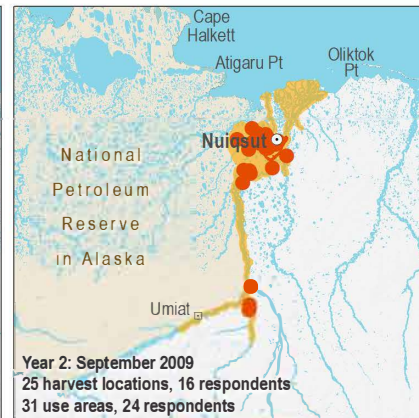 Cape
Halkett
Atigaru Pt
Oliktok
Pt
Nuiqsut
National
Petroleum
Reserve
in Alaska
Umiat
Year 2: September 2009
25 harvest locations, 16 respondents
31 use areas, 24 respondents